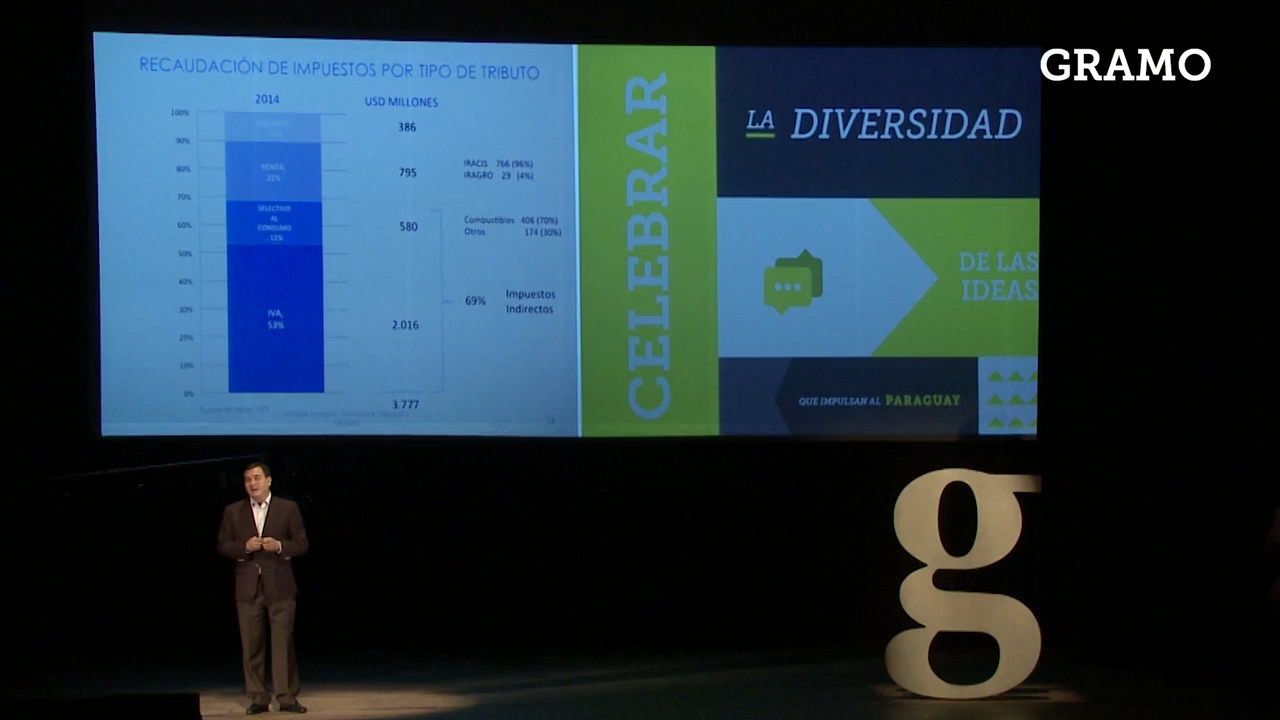 GRAMO
RECAUDACIÓN DE IMPUESTOS POR TIPO DE TRIBUTO
2014
USD MILLONES
100%
90%
80%
70%
60%
50%
40%
30%
20%
10%
0%
RENTA,
21%
SELECTIVO
AL
CONSUMO
, 15%
IVA,
53%
386
795
580
2.016
3.777
IRACIS 766 (96%)
IRAGRO 29 (4%)
Combustibles 406 (70%)
Otros 174 (30%)
69%
Impuestos
Indirectos
CELEBRAR
LA DIVERSIDAD
DE LAS
IDEAS
QUE IMPULSAN AL PARAGUAY
g